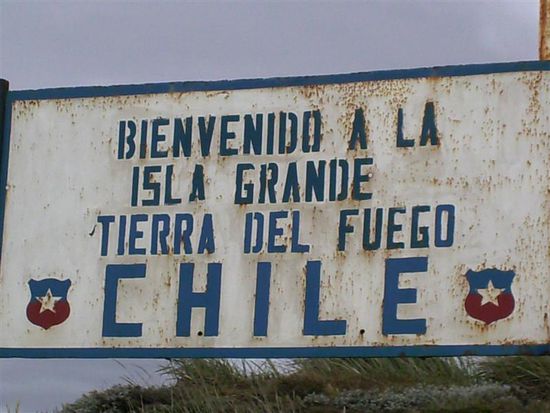 BIENVENIDO A LA
ISLA GRANDE
TIERRA DEL FUEGO
CHILE